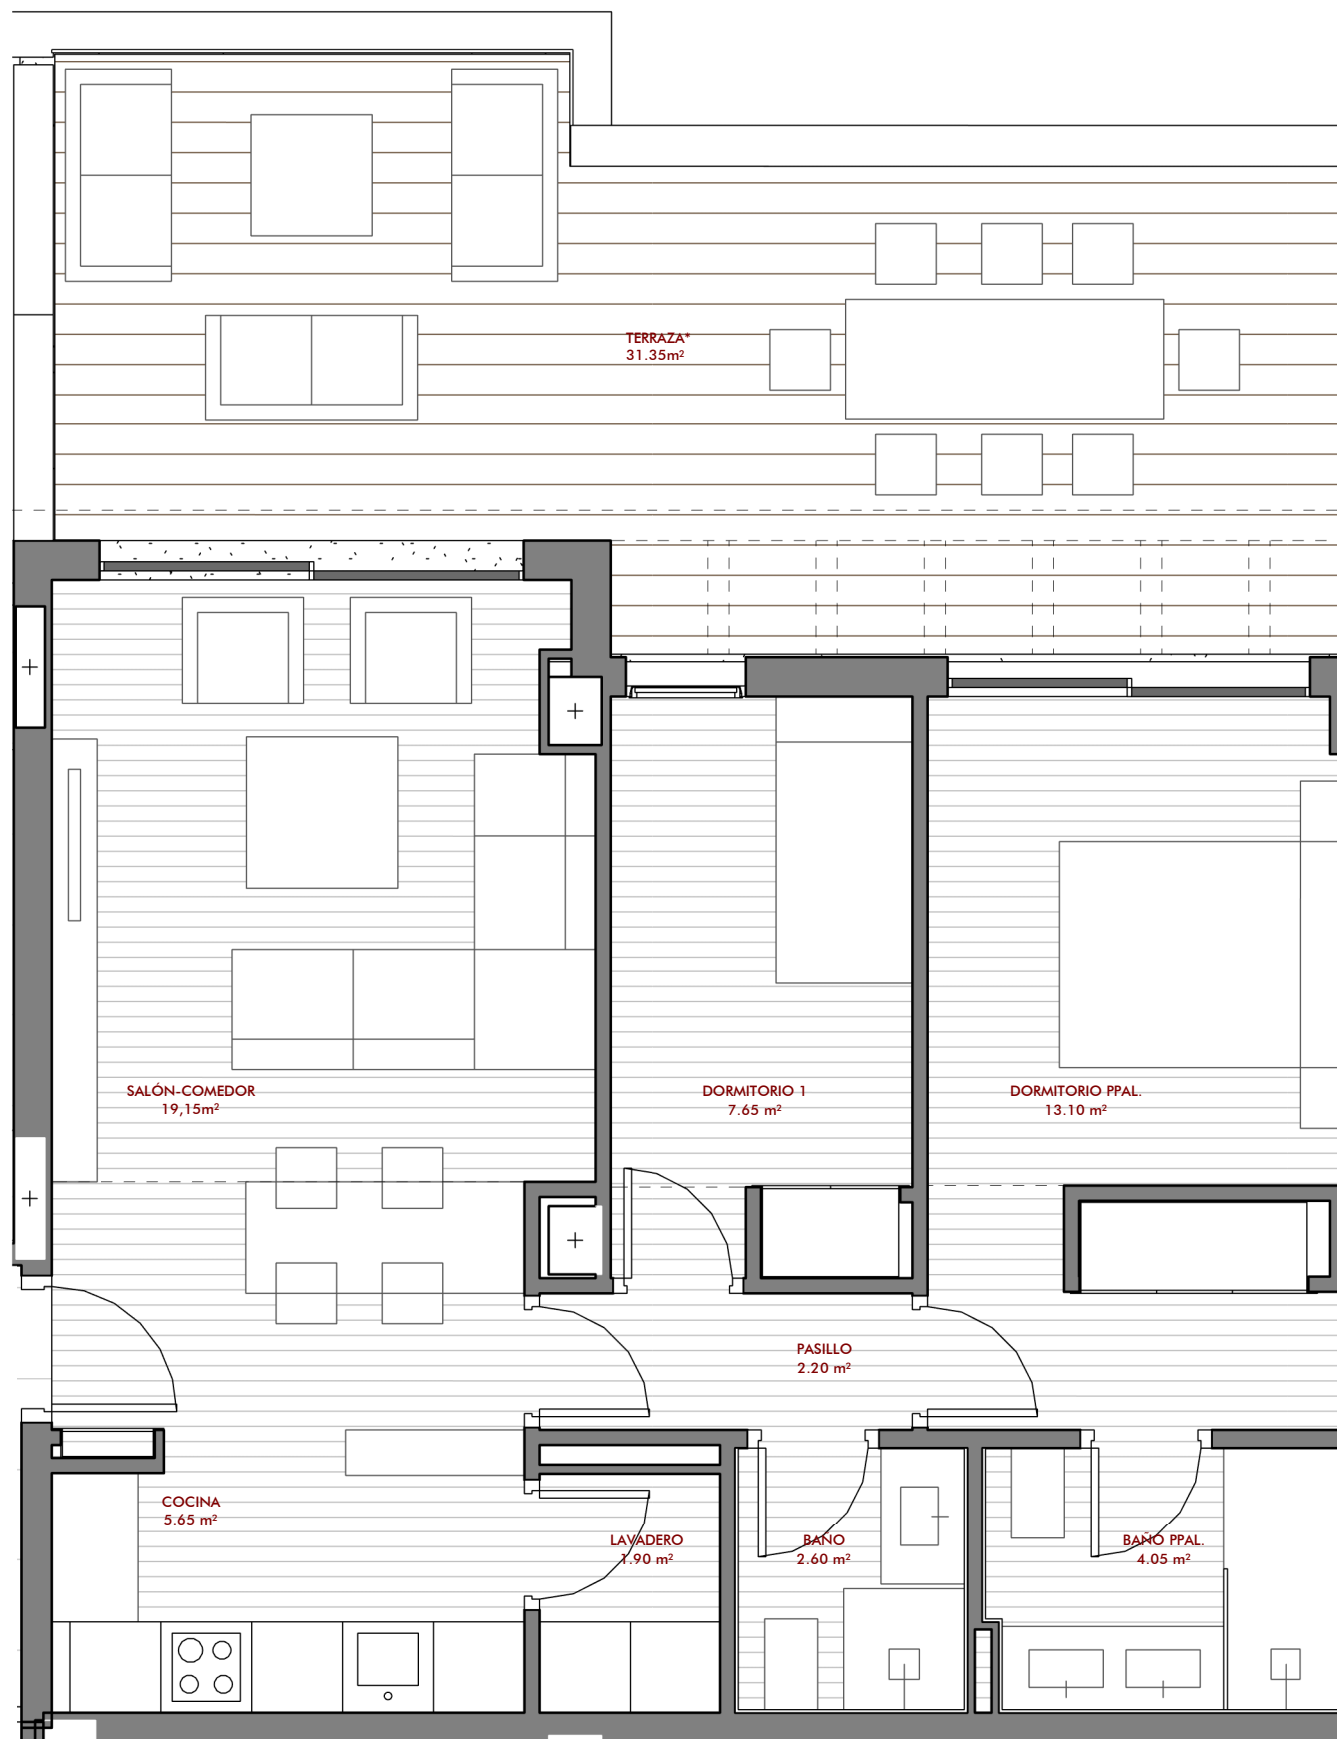 TERRAZA*
31.35m²
SALÓN-COMEDOR
19,15m²
DORMITORIO 1
7.65 m²
DORMITORIO PPAL.
13.10 m²
PASILLO
2.20 m²
COCINA
5.65 m²
LAVADERO
1.90 m²
BAÑO
2.60 m²
BAÑO PPAL.
4.05 m²